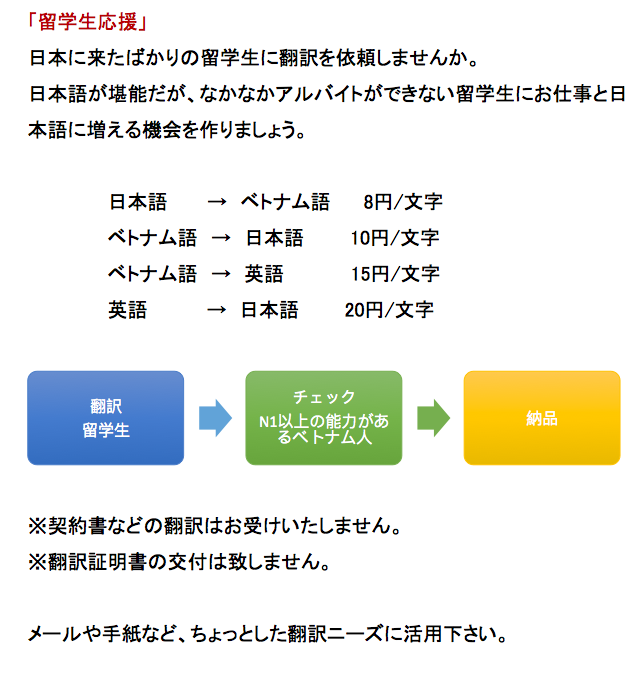 「留学生応援」
日本に来たばかりの留学生に翻訳を依頼しませんか。
日本語が堪能だが、なかなかアルバイトができない留学生にお仕事と日
本語に増える機会を作りましょう。
日本語 → ベトナム語 8円/文字
ベトナム語 → 日本語 10円/文字
ベトナム語 → 英語 15円/文字
英語 → 日本語 20円/文字
翻訳
留学生
チェック
N1以上の能力があ
るベトナム人
納品
※契約書などの翻訳はお受けいたしません。
※翻訳証明書の交付は致しません。
メールや手紙など、ちょっとした翻訳ニーズに活用下さい。